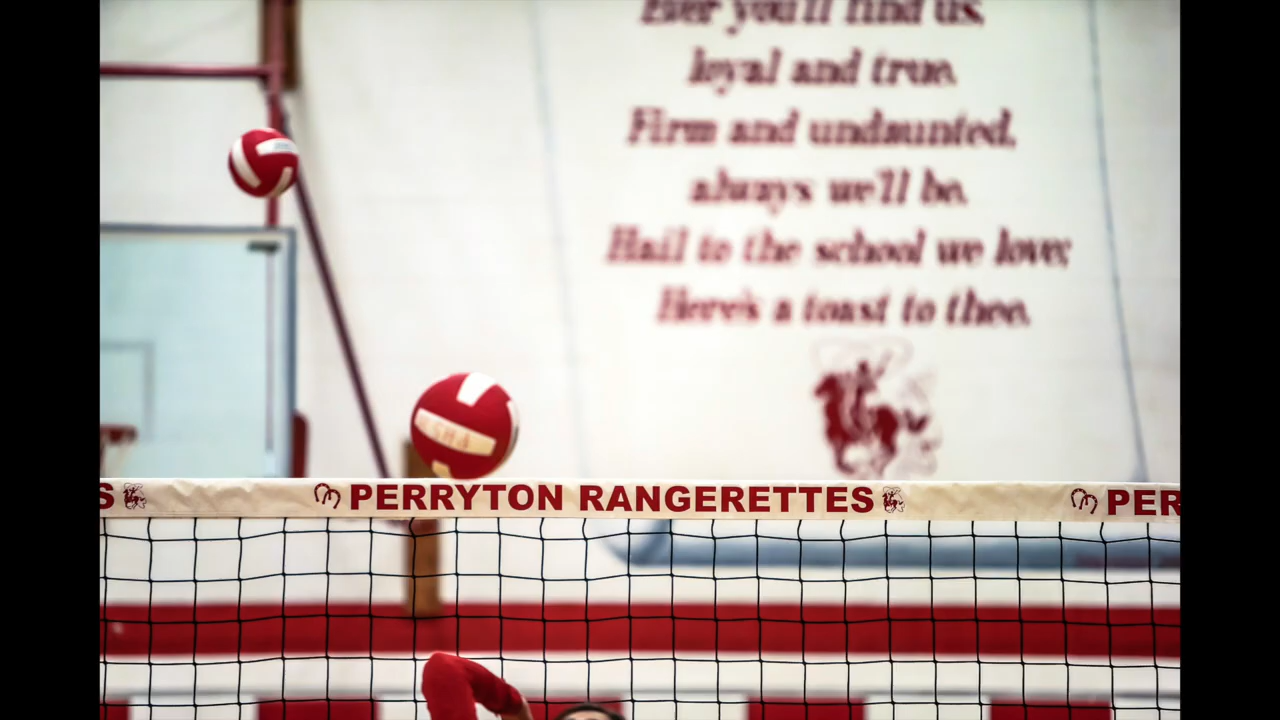 Ever you'll find us,
loyal and true.
Firm and undaunted,
always we'll be.
Hail to the school we love;
Here's a toast to thee.
S PERRYTON RANGERETTES PER